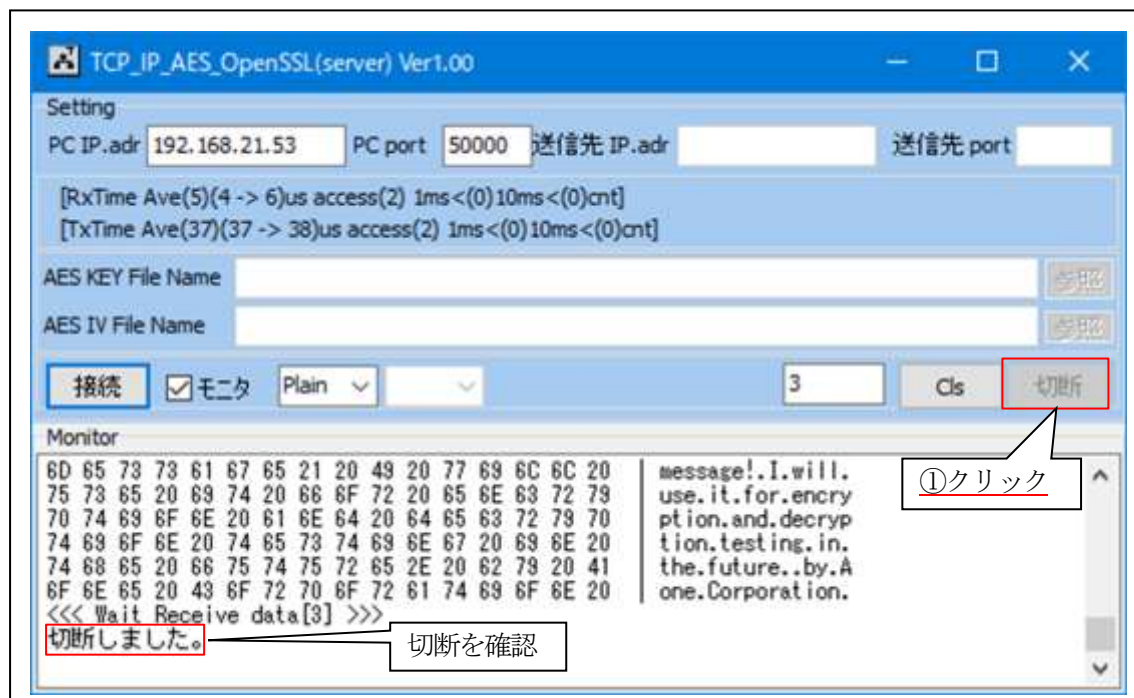 TCP_IP_AES_OpenSSL(server) Ver1.00
Setting
PC IP.adr 192.168.21.53 PC port 50000 送信先 IP.adr 送信先 port
[RxTime Ave(5)(4 -> 6)us access(2) 1ms<(0)10ms<(0)cnt]
[TxTime Ave(37)(37 -> 38)us access(2) 1ms<(0)10ms<(0)cnt]
AES KEY File Name 参照
AES IV File Name 参照
接続 モニタ Plain 3 Cls 切断
Monitor
①クリック
6D 65 73 73 61 67 65 21 20 49 20 77 69 6C 6C 20 | message!.I.will.
75 73 65 20 69 74 20 66 6F 72 20 65 6E 63 72 79 | use.it.for.encry
70 74 69 6F 6E 20 61 6E 64 20 64 65 63 72 79 70 | ption.and.decryp
74 69 6F 6E 20 74 65 73 74 69 6E 67 20 69 6E 20 | tion.testing.in.
74 68 65 20 66 75 74 75 72 65 2E 20 62 79 20 41 | the.future..by.A
6F 6E 65 20 43 6F 72 70 6F 72 61 74 69 6F 6E 20 | one.Corporation.
<<< Wait Receive data[3] >>>
切断しました。
切断を確認